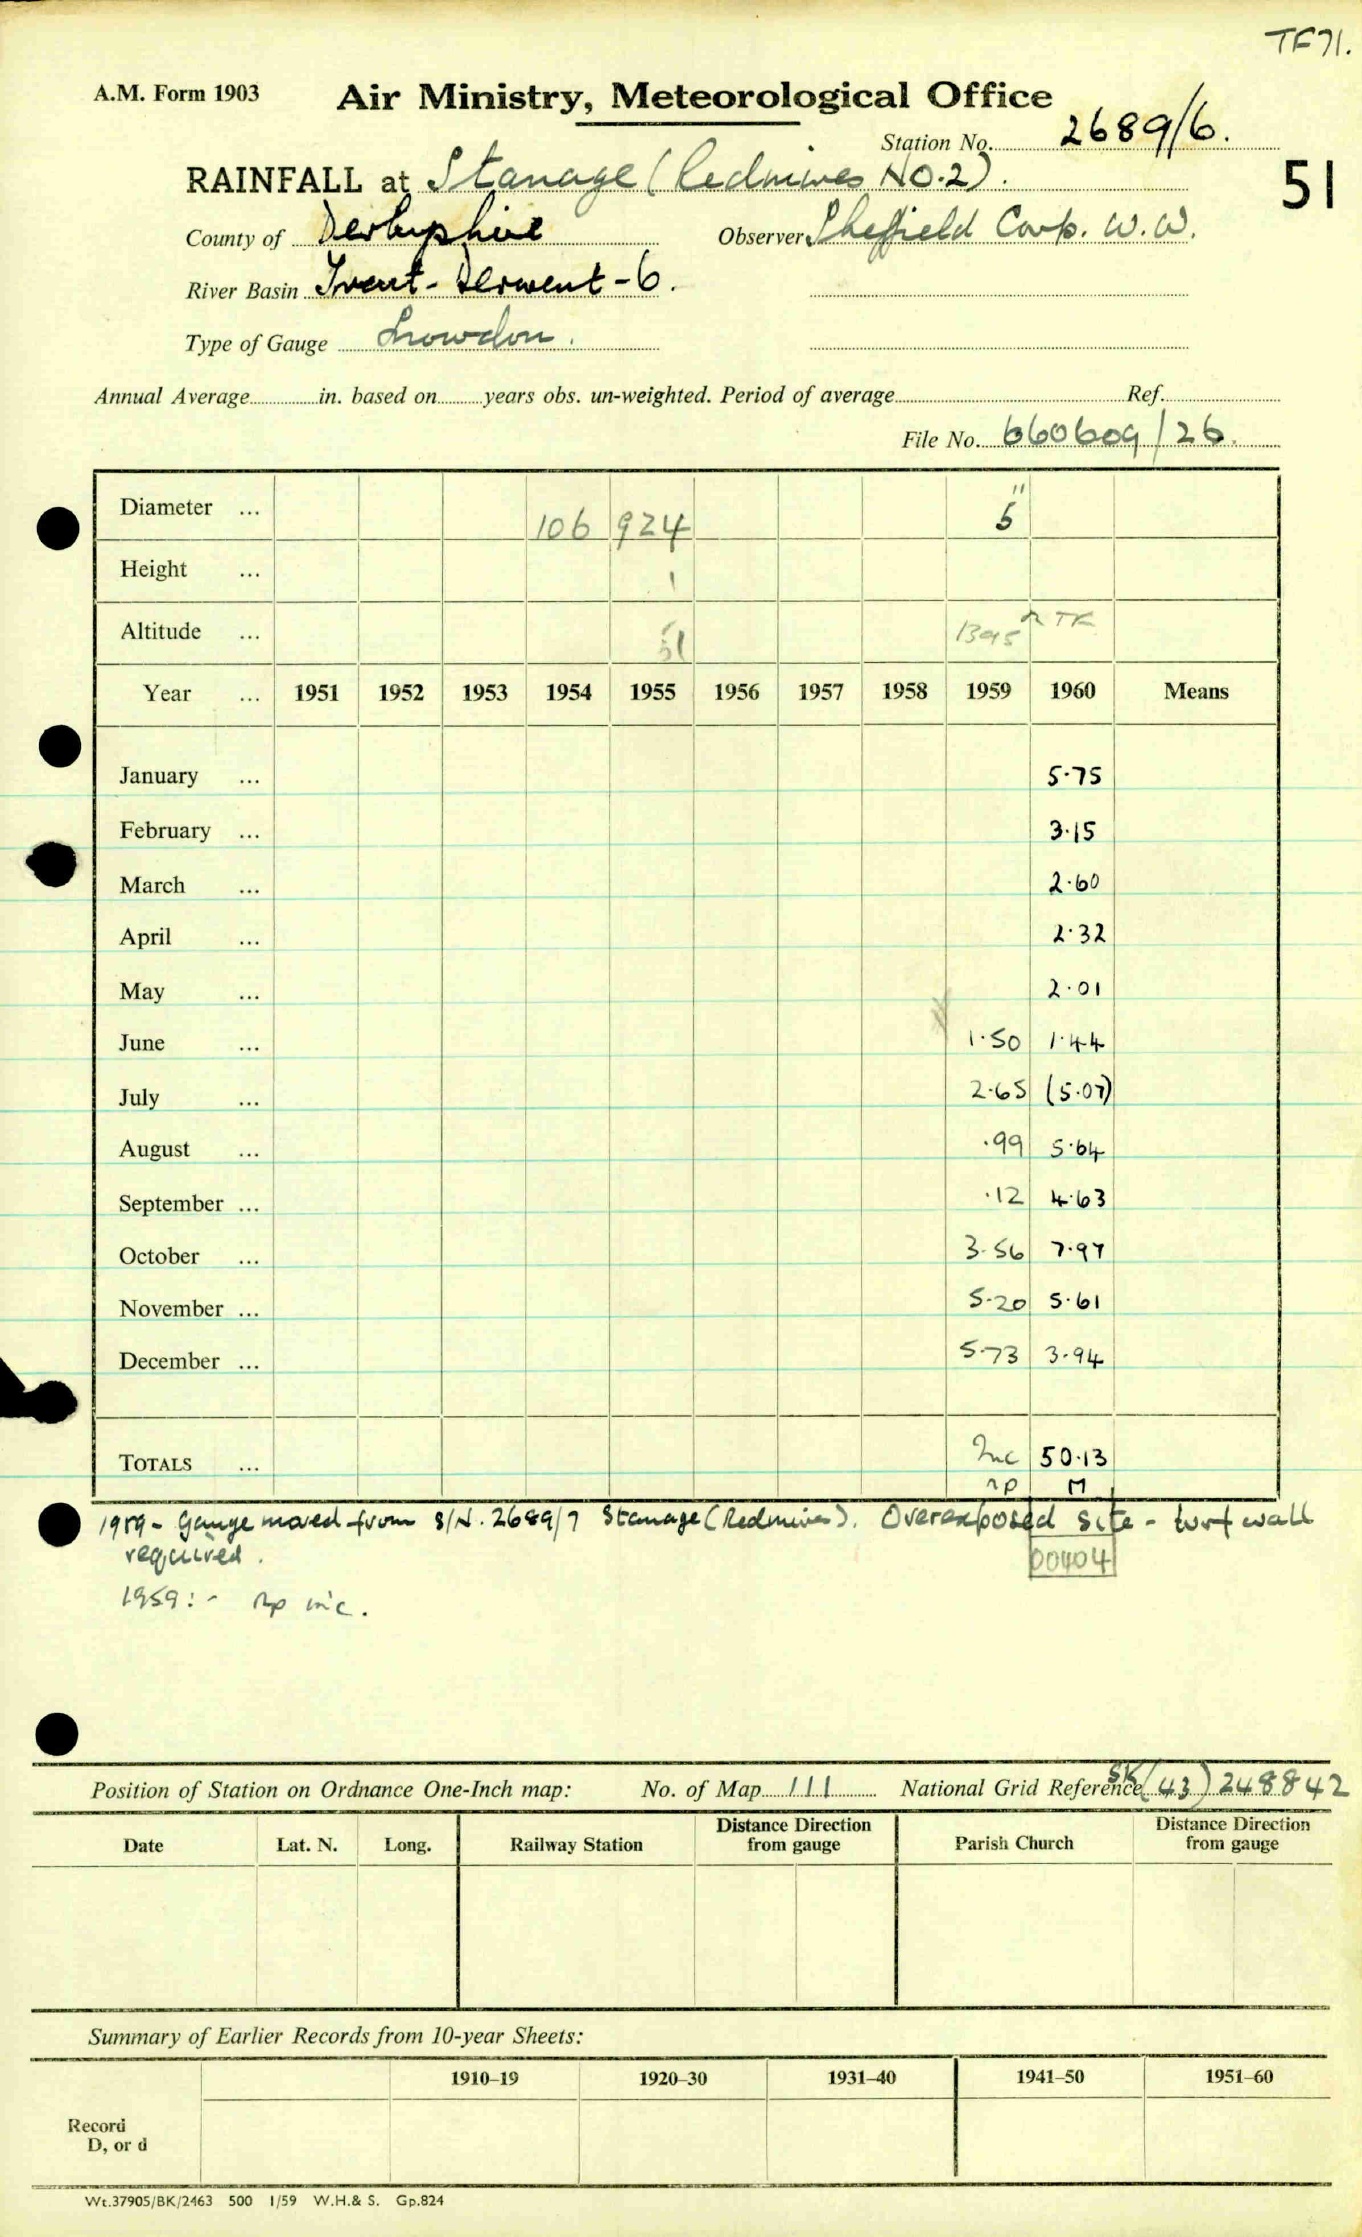 TF71.
A.M. Form 1903 Air Ministry, Meteorological Office
Station No. 2689/6.
RAINFALL at Stanage (Redmires NO.2). 51
County of Derbyshire Observer Sheffield Corp. W.W.
River Basin Trent-Derwent-6.
Type of Gauge Snowdon.
Annual Average in. based on years obs. un-weighted. Period of average Ref.
File No. 660609/26.
Diameter ... 106 924 5"
Height ... 1
Altitude ... 51 1395 TF
Year ... 1951 1952 1953 1954 1955 1956 1957 1958 1959 1960 Means
January ... 5.75
February ... 3.15
March ... 2.60
April ... 2.32
May ... 2.01
June ... 1.50 1.44
July ... 2.65 (5.07)
August ... .99 5.64
September ... .12 4.63
October ... 3.56 7.97
November ... 5.20 5.61
December ... 5.73 3.94
TOTALS ... Inc 50.13
np M
1959 - Gauge moved from S/N. 2689/7 Stanage (Redmires). Overexposed site - turf wall
required.
00404
1959:- np inc.
Position of Station on Ordnance One-Inch map: No. of Map 111 National Grid Reference SK (43) 248842
Date Lat. N. Long. Railway Station Distance Direction from gauge Parish Church Distance Direction from gauge
Summary of Earlier Records from 10-year Sheets:
1910–19 1920–30 1931–40 1941–50 1951–60
Record
D, or d
Wt.37905/BK/2463 500 1/59 W.H.& S. Gp.824